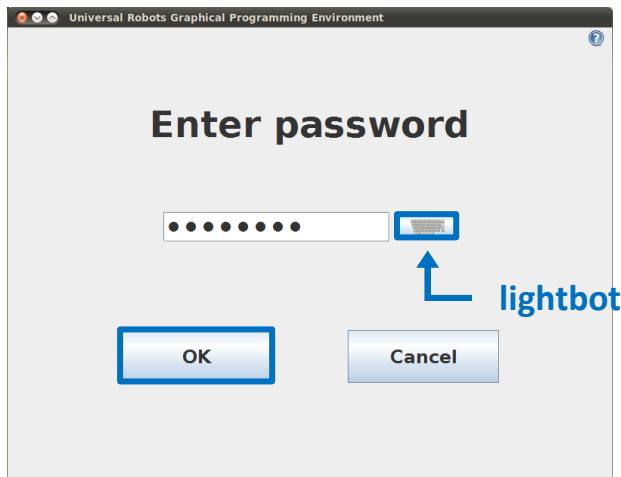 Universal Robots Graphical Programming Environment
?
Enter password
●●●●●●●●
lightbot
OK
Cancel